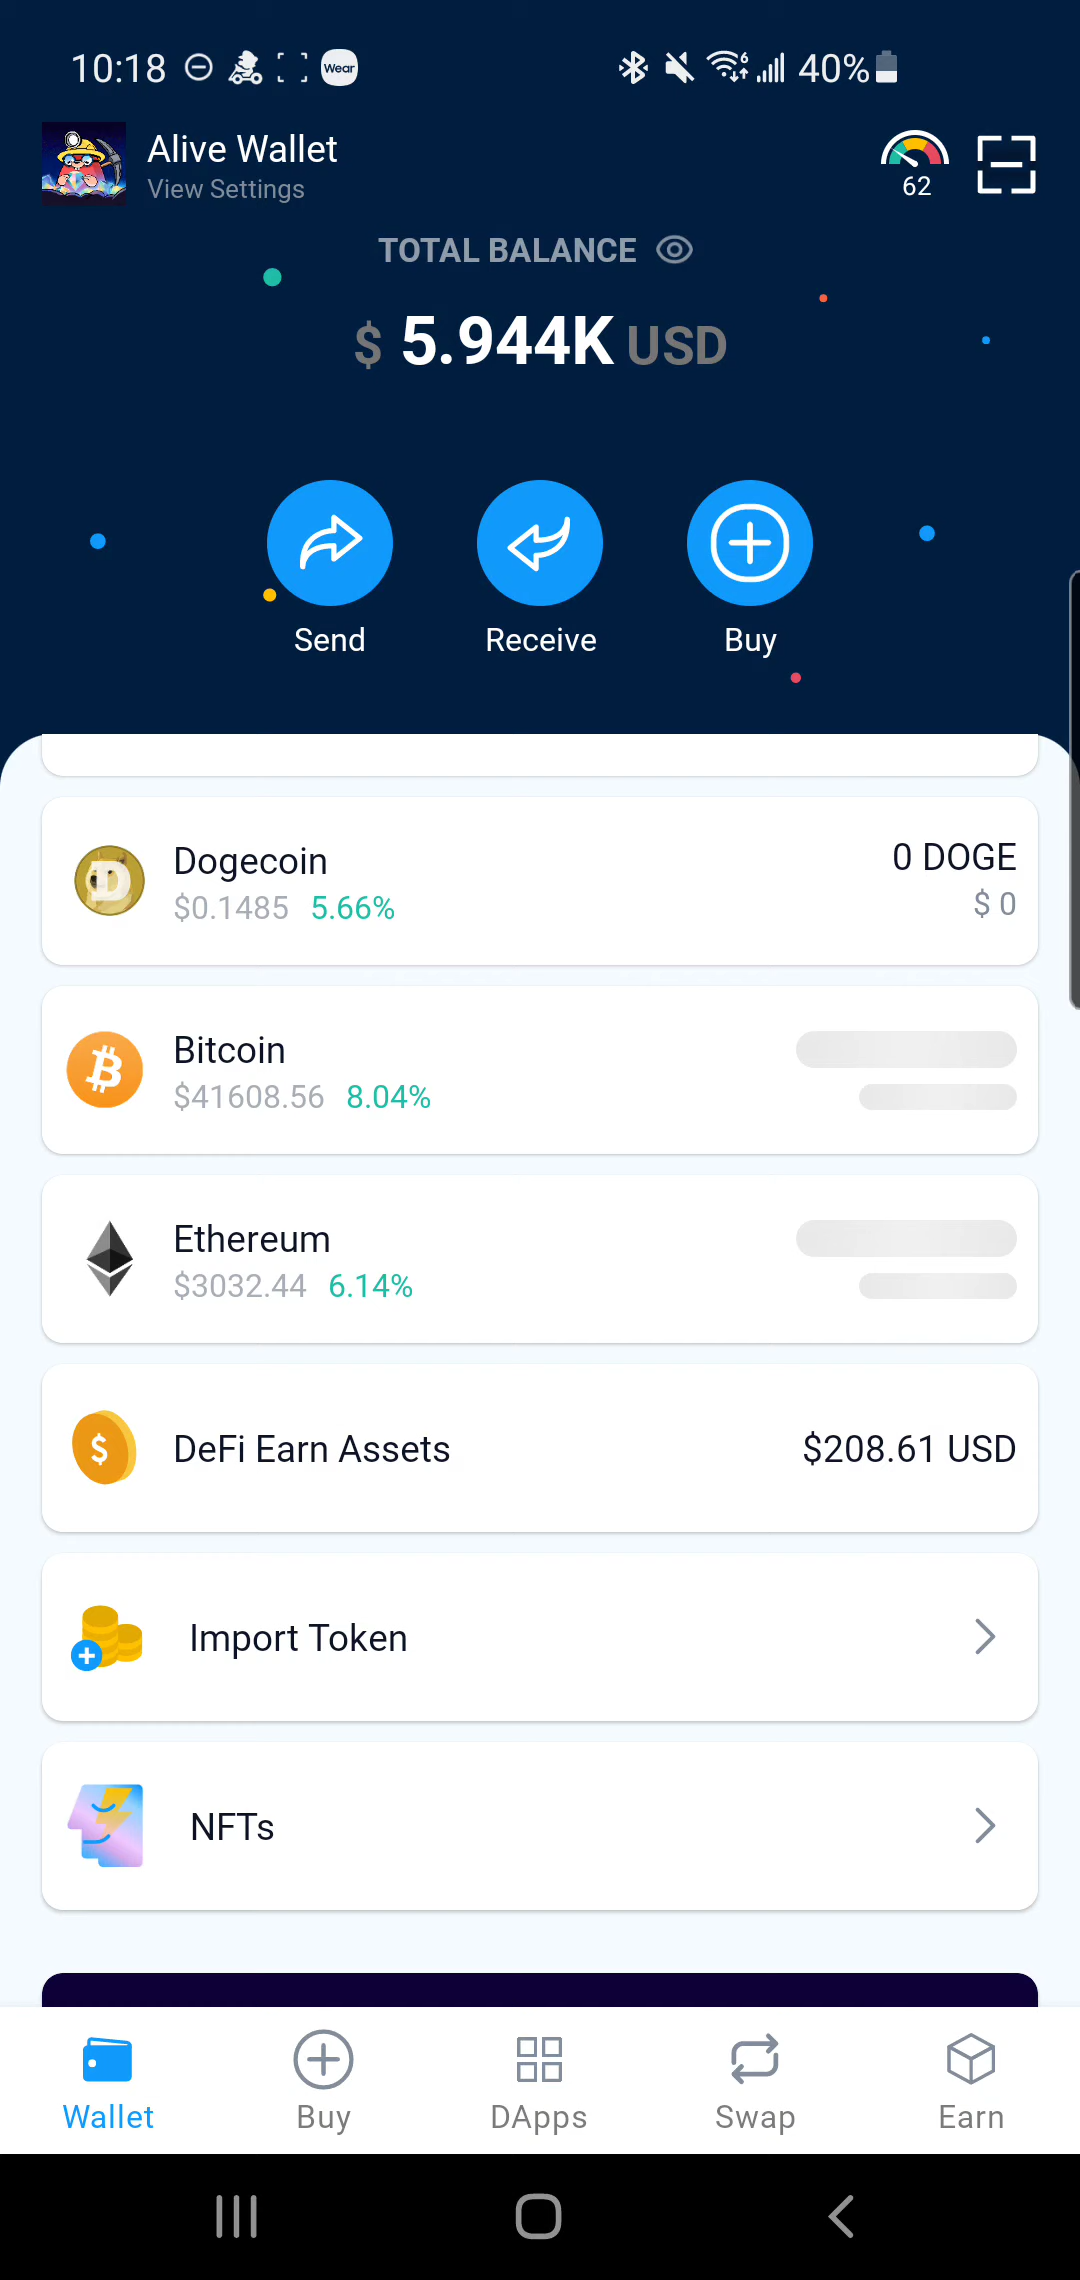 10:18 Wear 40%
Alive Wallet
View Settings
62
TOTAL BALANCE
$ 5.944K USD
Send Receive Buy
Dogecoin 0 DOGE
$0.1485 5.66% $ 0
Bitcoin
$41608.56 8.04%
Ethereum
$3032.44 6.14%
DeFi Earn Assets $208.61 USD
Import Token
NFTs
Wallet Buy DApps Swap Earn